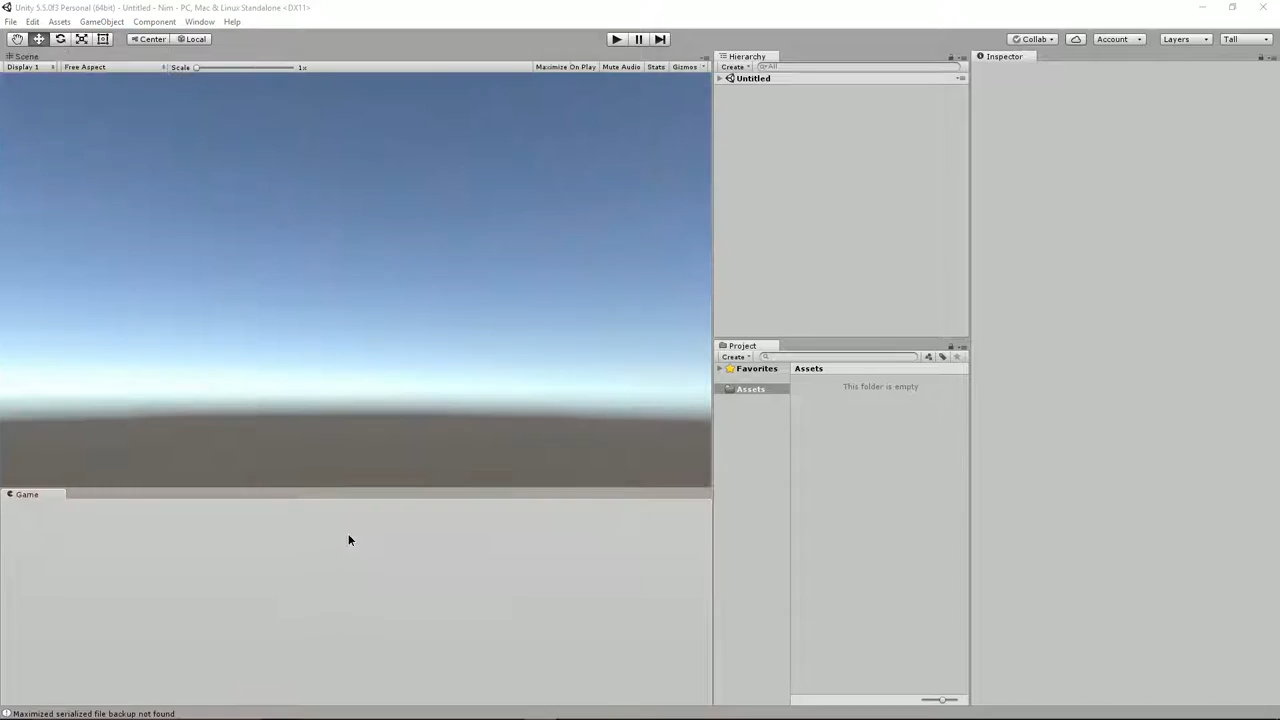 Unity 5.5.0f3 Personal (64bit) - Untitled - Nim - PC, Mac & Linux Standalone <DX11>
File Edit Assets GameObject Component Window Help
Center Local Collab Account Layers Tall
Scene Hierarchy Inspector
Display 1 Free Aspect Scale 1x Maximize On Play Mute Audio Stats Gizmos Create All
Untitled
Project
Create
Favorites Assets
This folder is empty
Assets
Game
Maximized serialized file backup not found